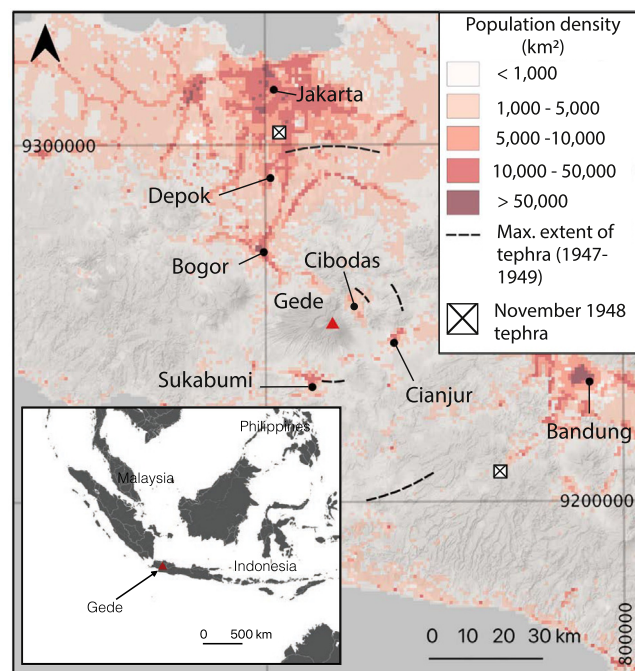 Population density
(km²)
< 1,000
1,000 - 5,000
5,000 -10,000
10,000 - 50,000
> 50,000
Max. extent of
tephra (1947-
1949)
November 1948
tephra
Jakarta
9300000
Depok
Bogor
Cibodas
Gede
Sukabumi
Cianjur
Bandung
9200000
800000
0 10 20 30 km
Philippines
Malaysia
Indonesia
Gede
0 500 km